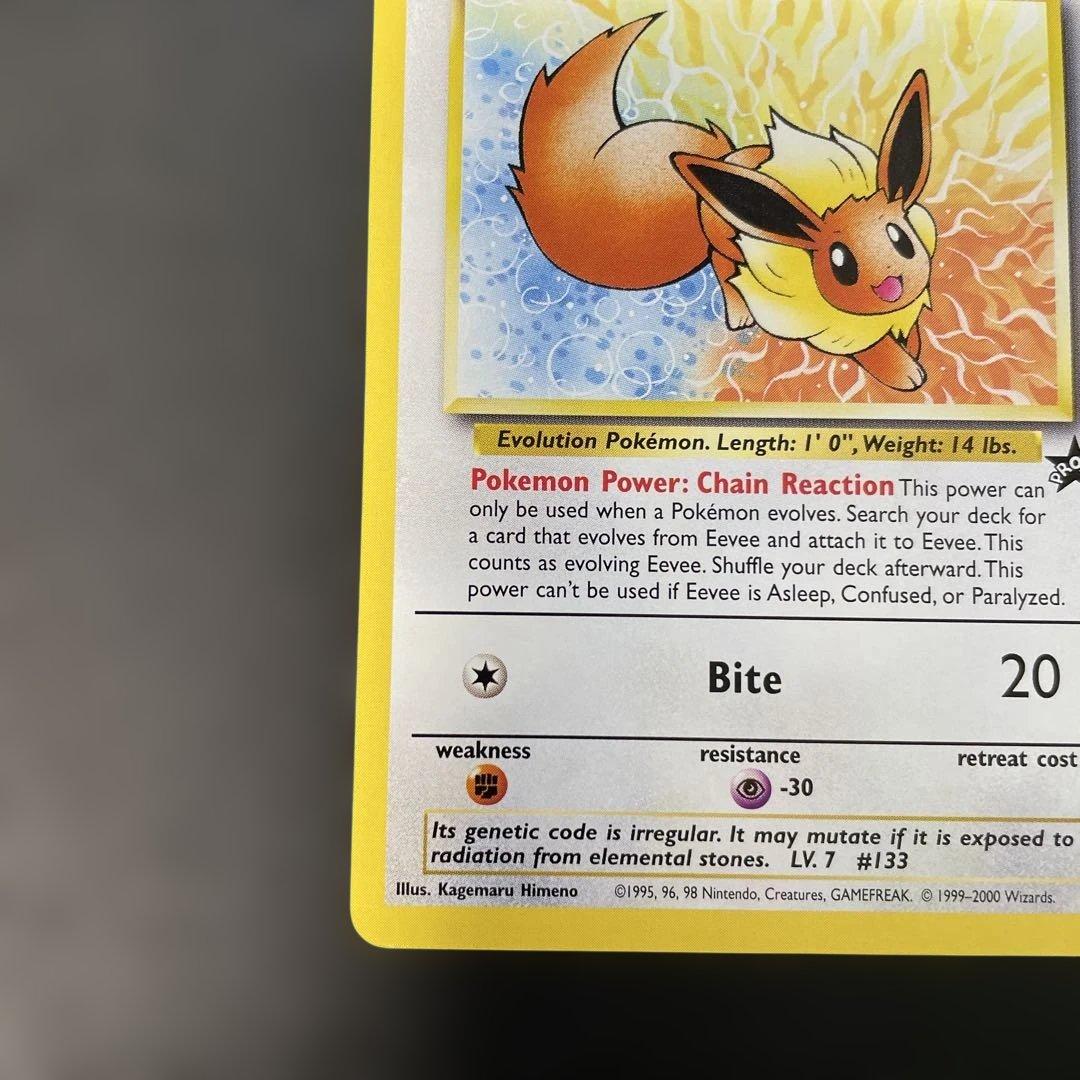 Evolution Pokémon. Length: 1' 0", Weight: 14 lbs.
PRO
Pokemon Power: Chain Reaction This power can
only be used when a Pokémon evolves. Search your deck for
a card that evolves from Eevee and attach it to Eevee. This
counts as evolving Eevee. Shuffle your deck afterward. This
power can't be used if Eevee is Asleep, Confused, or Paralyzed.
Bite 20
weakness resistance retreat cost
-30
Its genetic code is irregular. It may mutate if it is exposed to
radiation from elemental stones. LV. 7 #133
Illus. Kagemaru Himeno ©1995, 96, 98 Nintendo, Creatures, GAMEFREAK. © 1999–2000 Wizards.